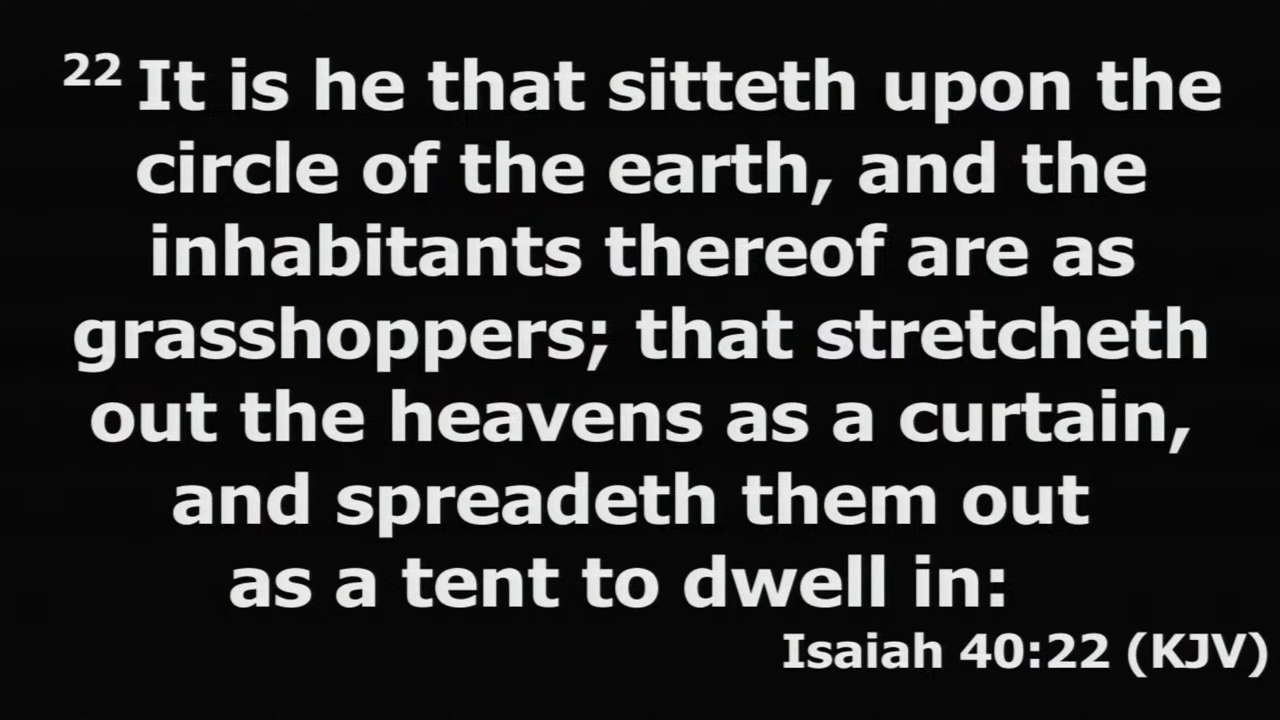 22 It is he that sitteth upon the
circle of the earth, and the
inhabitants thereof are as
grasshoppers; that stretcheth
out the heavens as a curtain,
and spreadeth them out
as a tent to dwell in:
Isaiah 40:22 (KJV)